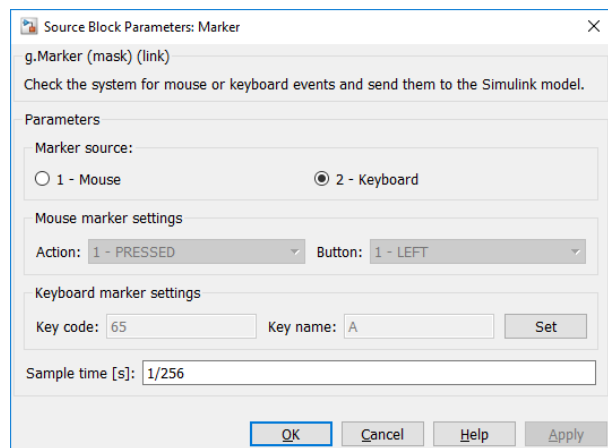 Source Block Parameters: Marker
g.Marker (mask) (link)
Check the system for mouse or keyboard events and send them to the Simulink model.
Parameters
Marker source:
1 - Mouse 2 - Keyboard
Mouse marker settings
Action: 1 - PRESSED Button: 1 - LEFT
Keyboard marker settings
Key code: 65 Key name: A Set
Sample time [s]: 1/256
OK Cancel Help Apply